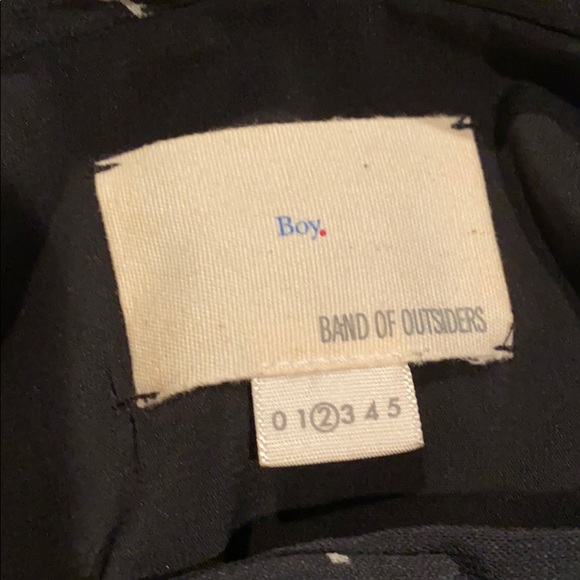 Boy.
BAND OF OUTSIDERS
0 1 2 3 4 5